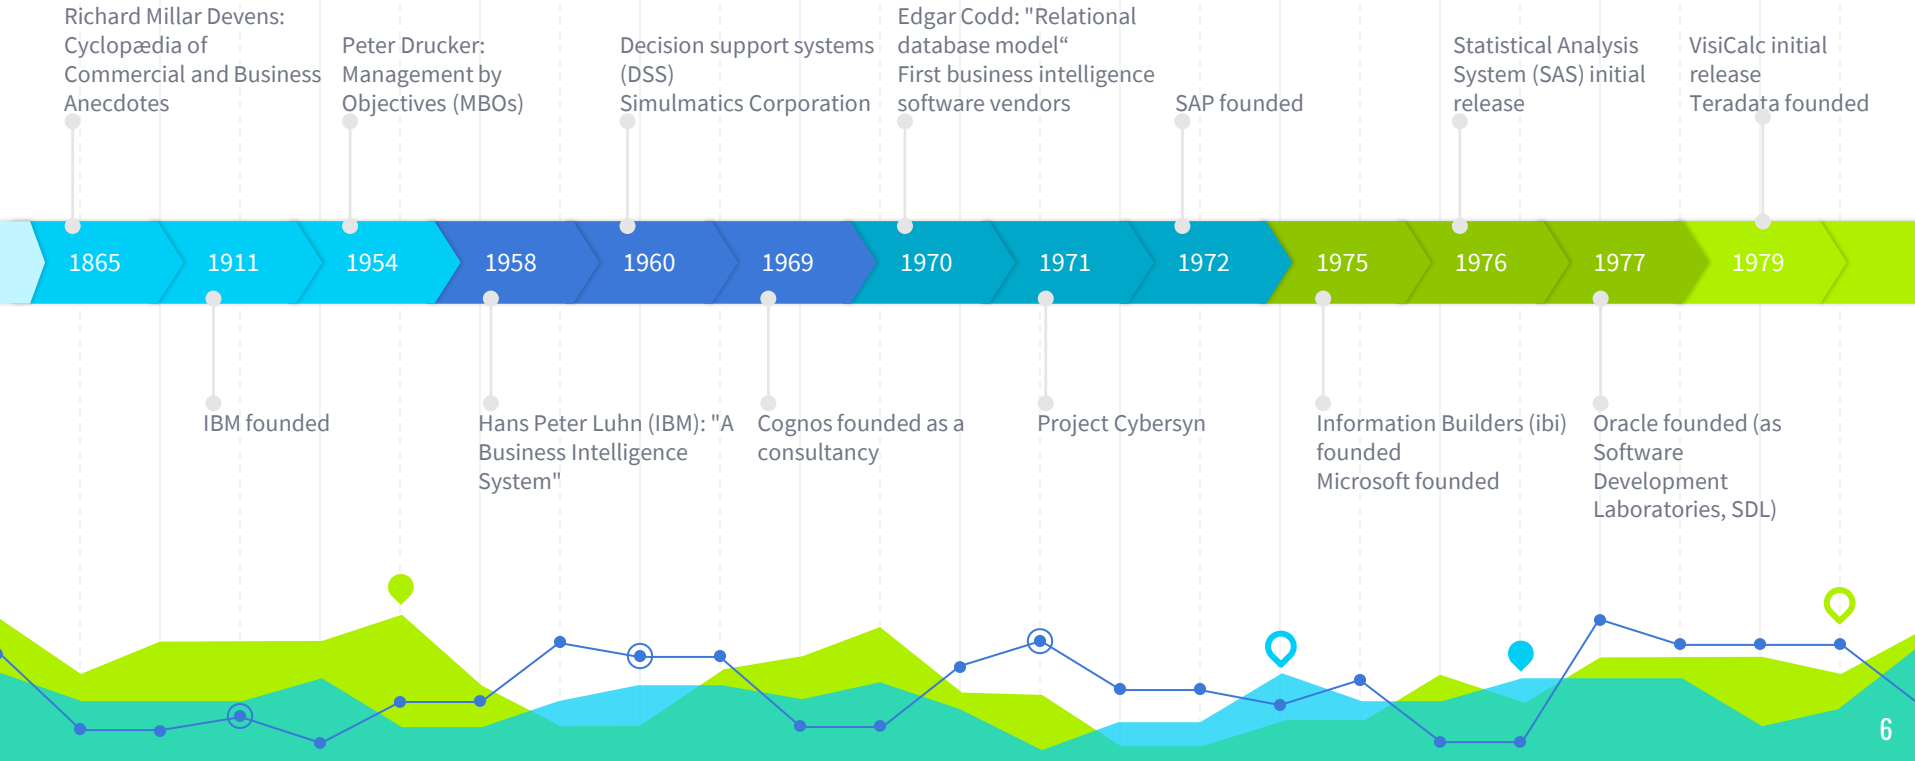 Richard Millar Devens:
Cyclopædia of
Commercial and Business
Anecdotes
Peter Drucker:
Management by
Objectives (MBOs)
Decision support systems
(DSS)
Simulmatics Corporation
Edgar Codd: "Relational
database model“
First business intelligence
software vendors
SAP founded
Statistical Analysis
System (SAS) initial
release
VisiCalc initial
release
Teradata founded
1865
1911
1954
1958
1960
1969
1970
1971
1972
1975
1976
1977
1979
IBM founded
Hans Peter Luhn (IBM): "A
Business Intelligence
System"
Cognos founded as a
consultancy
Project Cybersyn
Information Builders (ibi)
founded
Microsoft founded
Oracle founded (as
Software
Development
Laboratories, SDL)
6